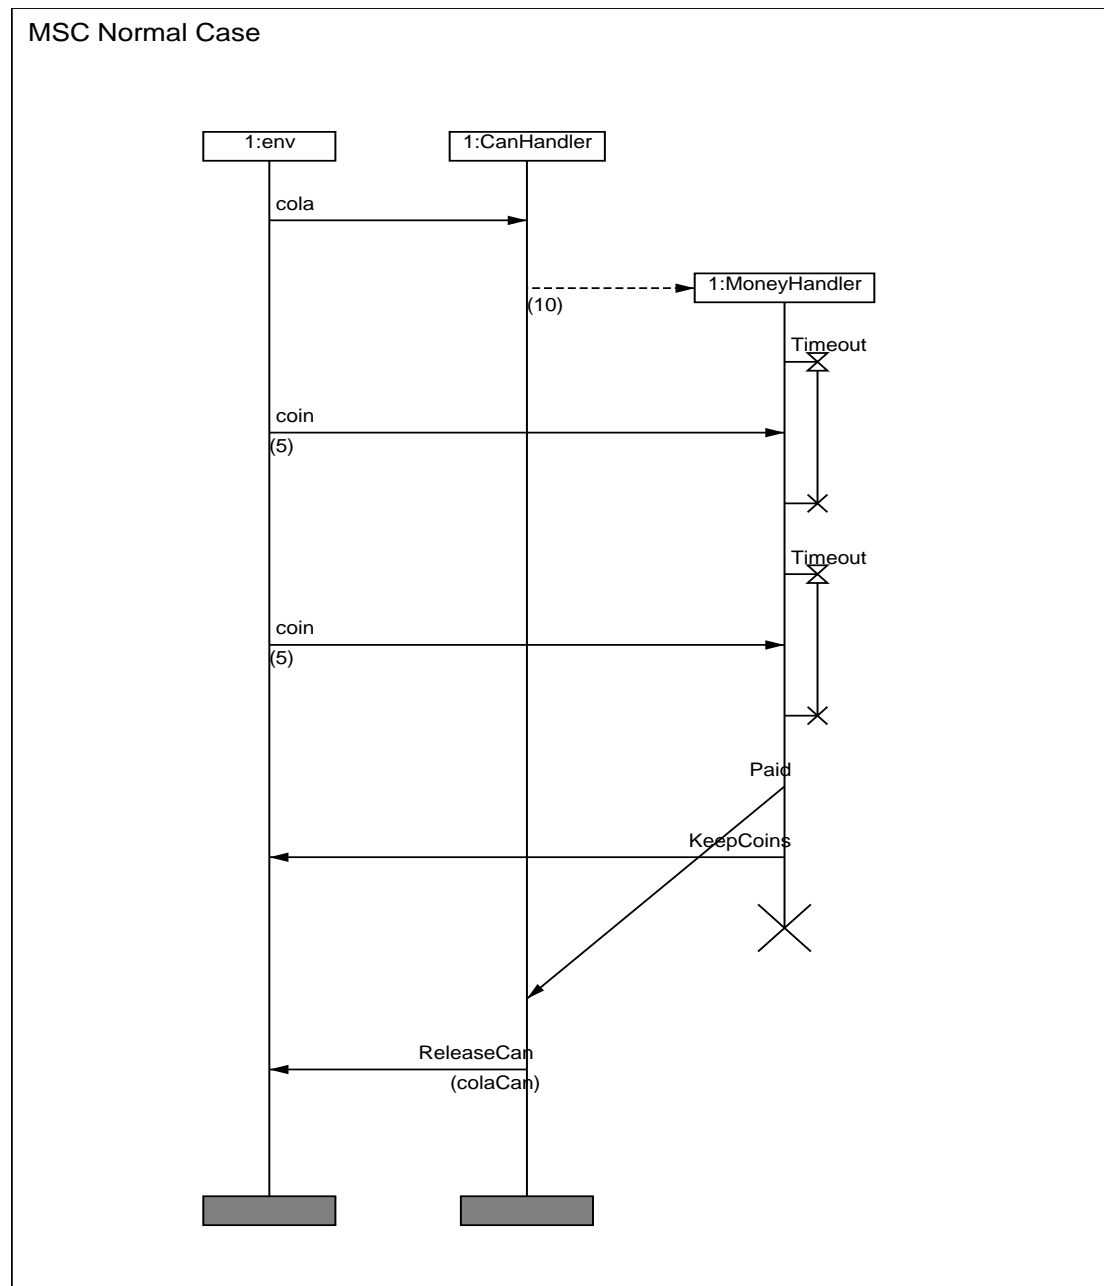 MSC Normal Case
1:env
1:CanHandler
cola
1:MoneyHandler
(10)
Timeout
coin
(5)
Timeout
coin
(5)
Paid
KeepCoins
ReleaseCan
(colaCan)